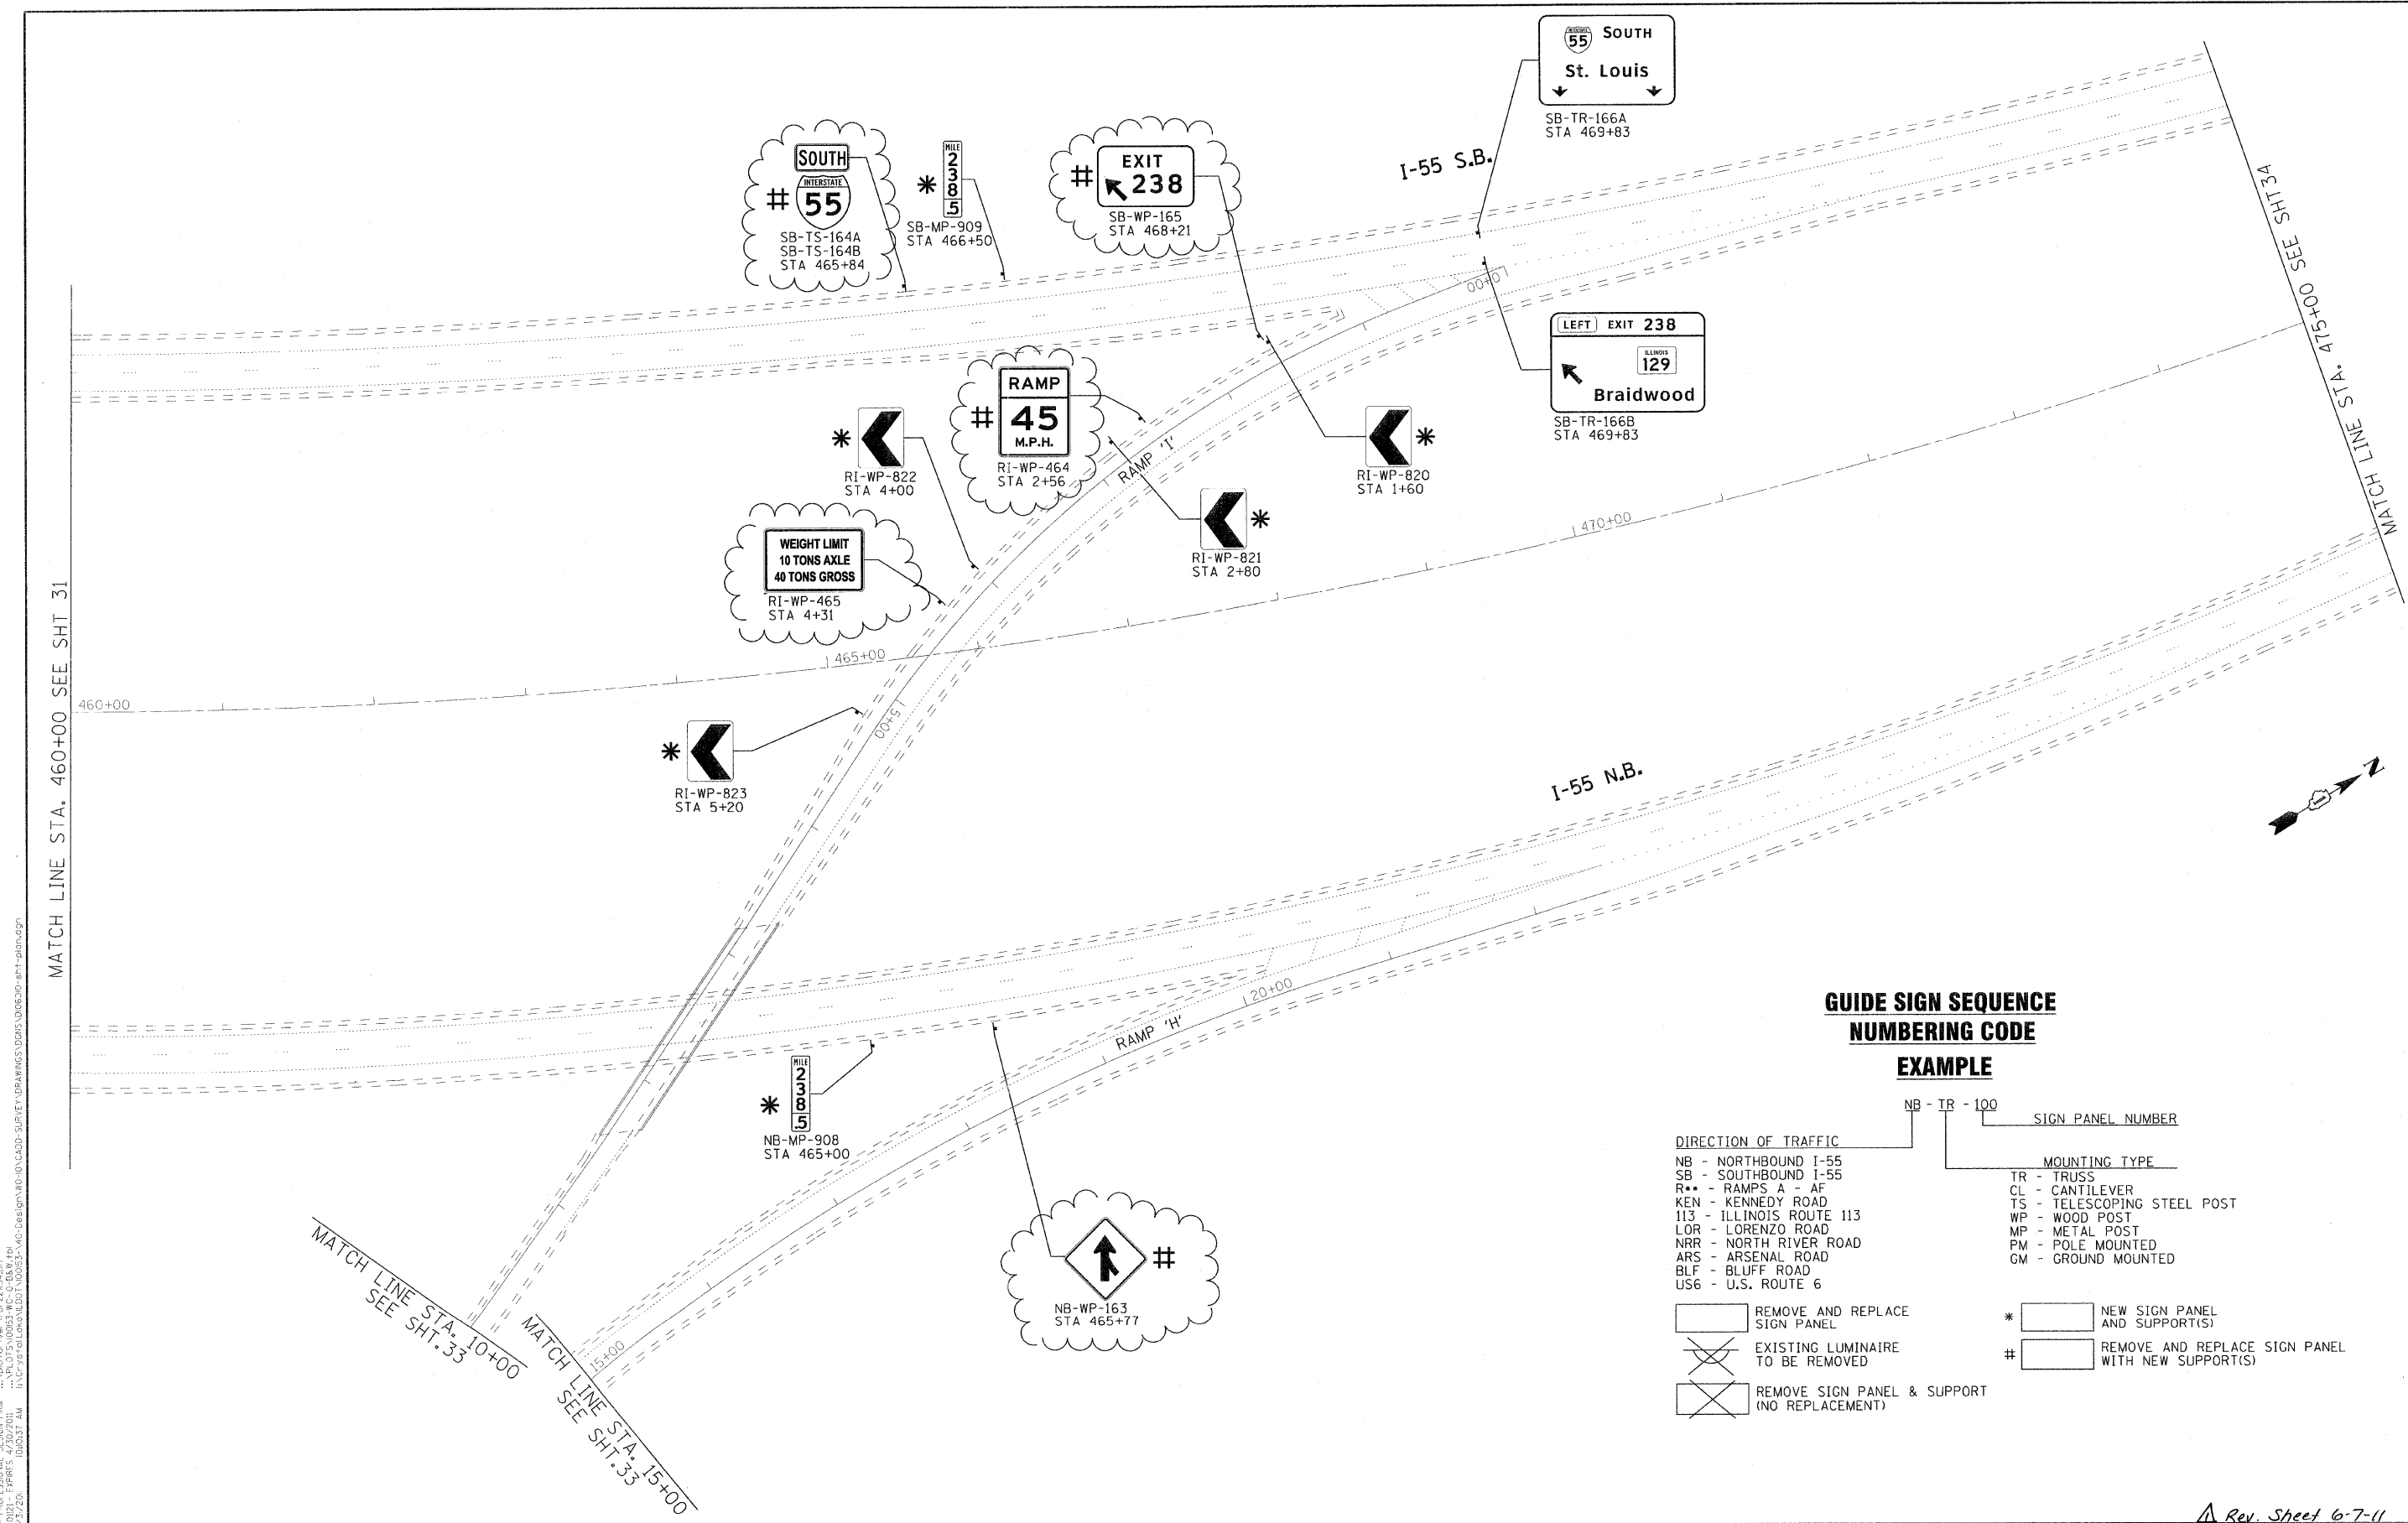 55 SOUTH
St. Louis
SB-TR-166A
STA 469+83
SOUTH
INTERSTATE
#
55
SB-TS-164A
SB-TS-164B
STA 465+84
MILE
*
2
3
8
.5
SB-MP-909
STA 466+50
EXIT
# 238
SB-WP-165
STA 468+21
I-55 S.B.
MATCH LINE STA. 475+00 SEE SHT 34
LEFT EXIT 238
ILLINOIS
129
Braidwood
SB-TR-166B
STA 469+83
RAMP
# 45
M.P.H.
RI-WP-464
STA 2+56
*
RI-WP-822
STA 4+00
*
RI-WP-820
STA 1+60
*
RI-WP-821
STA 2+80
WEIGHT LIMIT
10 TONS AXLE
40 TONS GROSS
RI-WP-465
STA 4+31
RAMP 'I'
MATCH LINE STA. 460+00 SEE SHT 31
460+00
465+00
470+00
5+00
*
RI-WP-823
STA 5+20
I-55 N.B.
N
RAMP 'H'
20+00
MILE
*
2
3
8
.5
NB-MP-908
STA 465+00
#
NB-WP-163
STA 465+77
MATCH LINE STA. 10+00
SEE SHT.33
MATCH LINE STA. 15+00
SEE SHT.33
15+00
GUIDE SIGN SEQUENCE
NUMBERING CODE
EXAMPLE
NB - TR - 100
SIGN PANEL NUMBER
DIRECTION OF TRAFFIC
NB - NORTHBOUND I-55
SB - SOUTHBOUND I-55
R** - RAMPS A - AF
KEN - KENNEDY ROAD
113 - ILLINOIS ROUTE 113
LOR - LORENZO ROAD
NRR - NORTH RIVER ROAD
ARS - ARSENAL ROAD
BLF - BLUFF ROAD
US6 - U.S. ROUTE 6
MOUNTING TYPE
TR - TRUSS
CL - CANTILEVER
TS - TELESCOPING STEEL POST
WP - WOOD POST
MP - METAL POST
PM - POLE MOUNTED
GM - GROUND MOUNTED
REMOVE AND REPLACE
SIGN PANEL
EXISTING LUMINAIRE
TO BE REMOVED
REMOVE SIGN PANEL & SUPPORT
(NO REPLACEMENT)
* NEW SIGN PANEL
AND SUPPORT(S)
# REMOVE AND REPLACE SIGN PANEL
WITH NEW SUPPORT(S)
Rev. Sheet 6-7-11